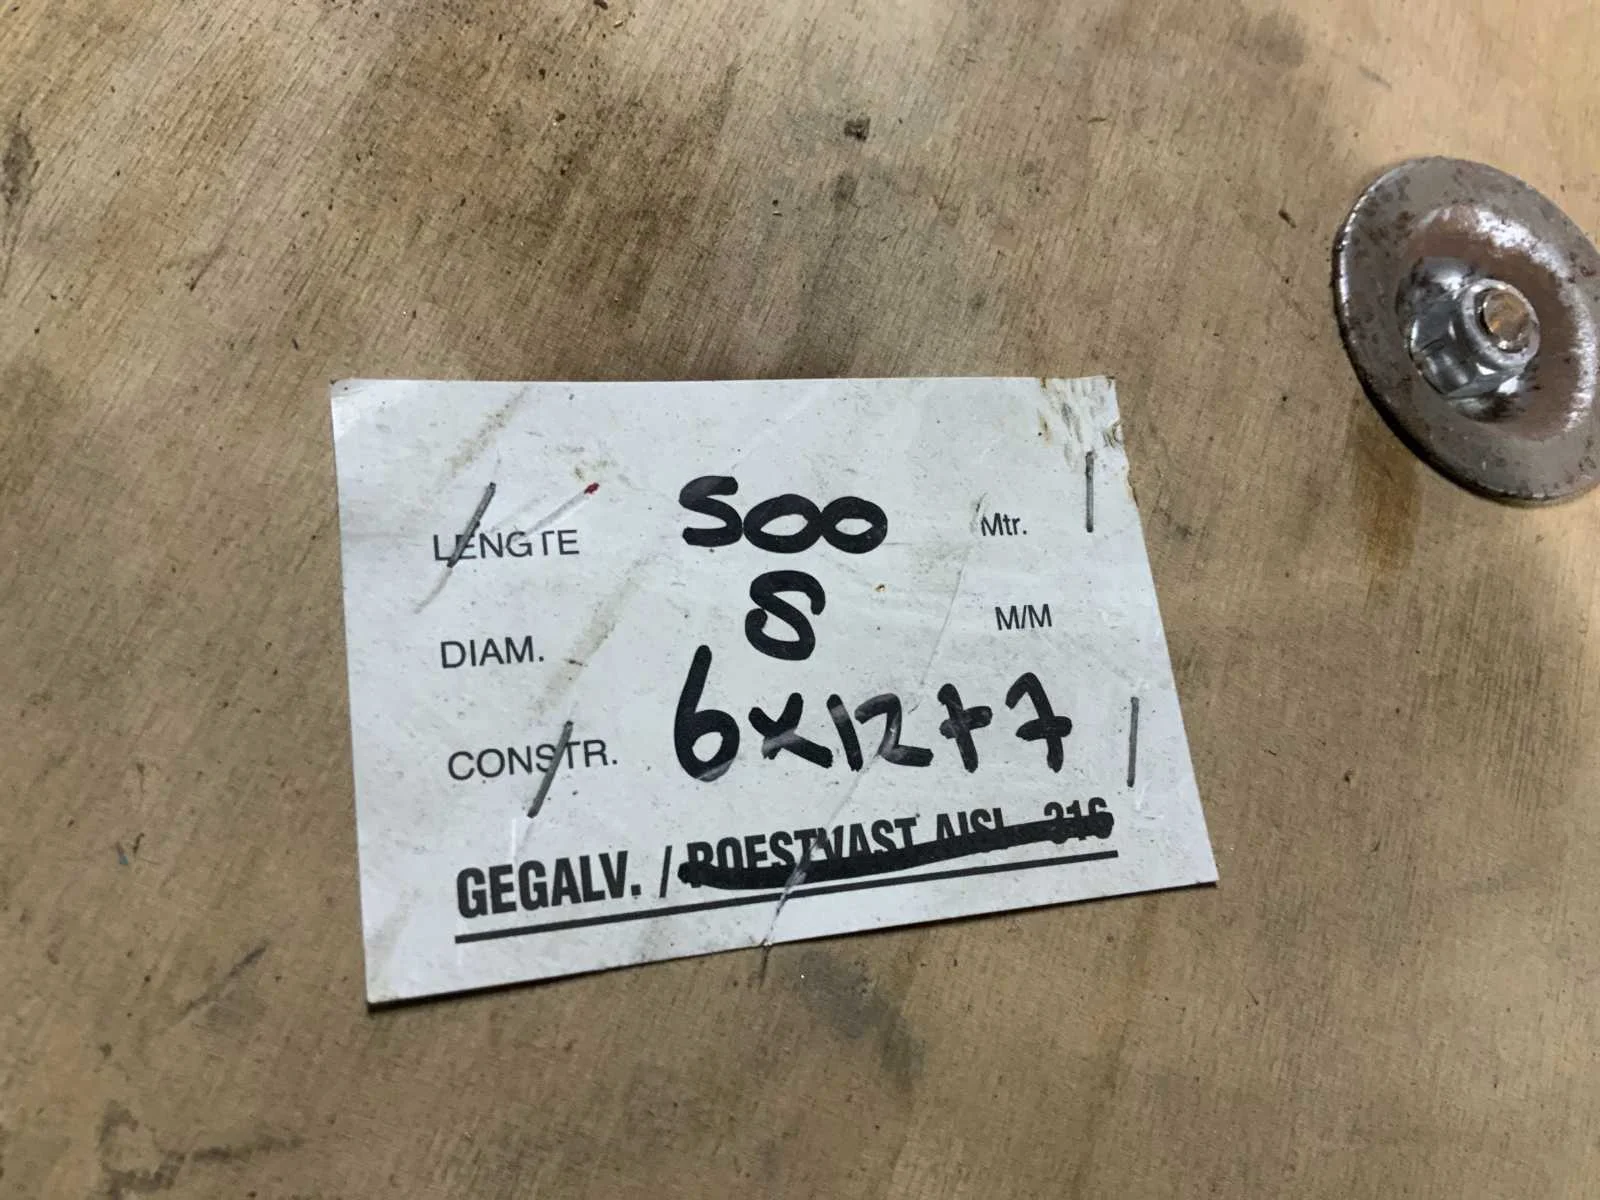 LENGTE 500 Mtr.
DIAM. 8 M/M
CONSTR. 6x12+7
GEGALV. / ROESTVAST AISI 316